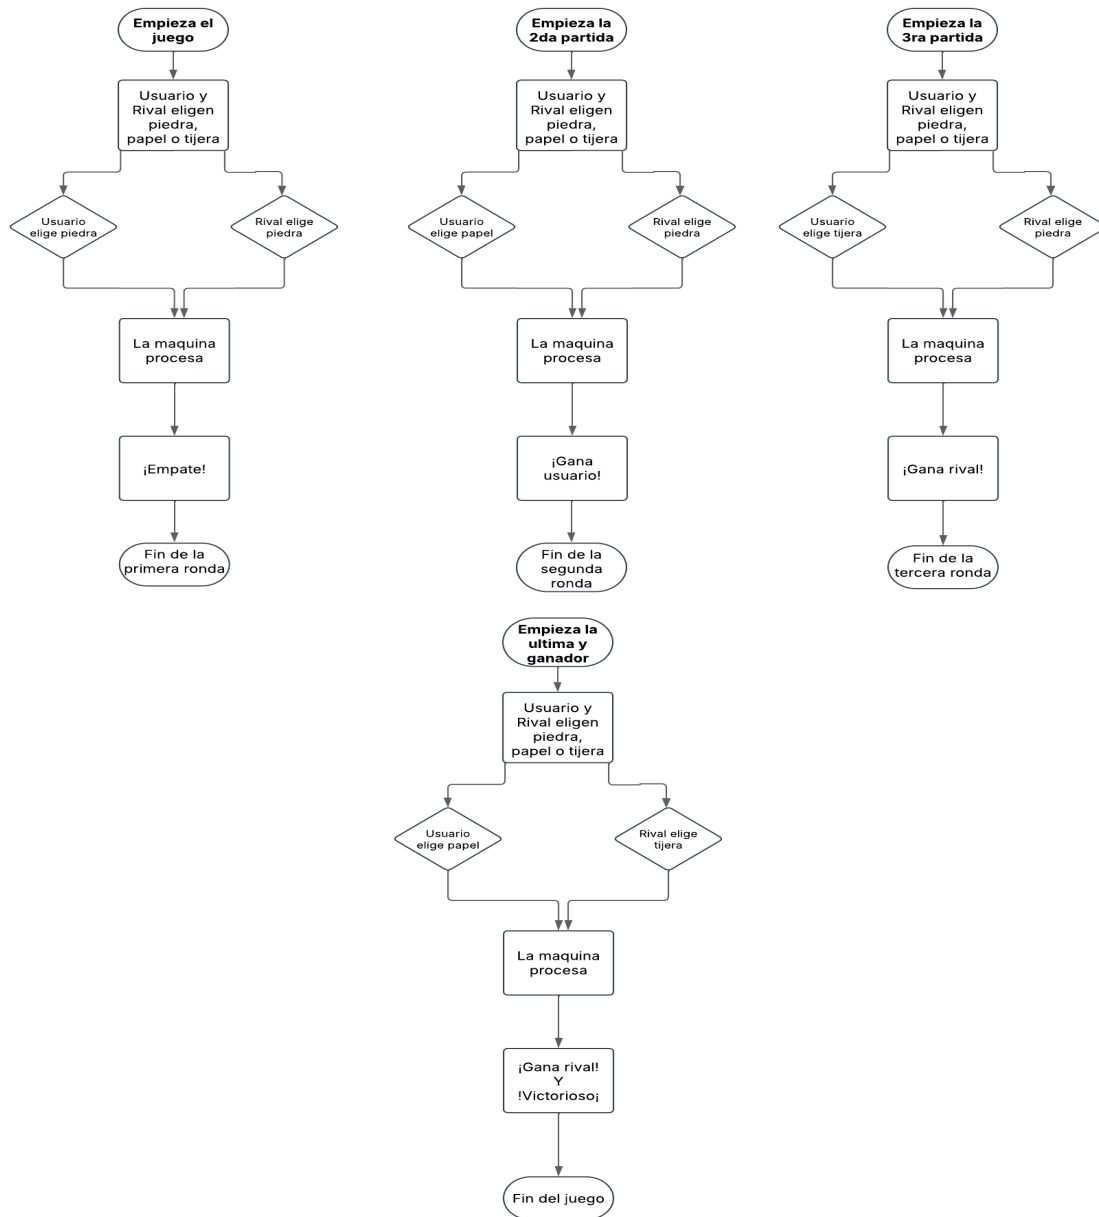 Empieza el
juego
Usuario y
Rival eligen
piedra,
papel o tijera
Usuario
elige piedra
Rival elige
piedra
La maquina
procesa
¡Empate!
Fin de la
primera ronda
Empieza la
2da partida
Usuario y
Rival eligen
piedra,
papel o tijera
Usuario
elige papel
Rival elige
piedra
La maquina
procesa
¡Gana
usuario!
Fin de la
segunda
ronda
Empieza la
3ra partida
Usuario y
Rival eligen
piedra,
papel o tijera
Usuario
elige tijera
Rival elige
piedra
La maquina
procesa
¡Gana rival!
Fin de la
tercera ronda
Empieza la
ultima y
ganador
Usuario y
Rival eligen
piedra,
papel o tijera
Usuario
elige papel
Rival elige
tijera
La maquina
procesa
¡Gana rival!
Y
!Victorioso¡
Fin del juego